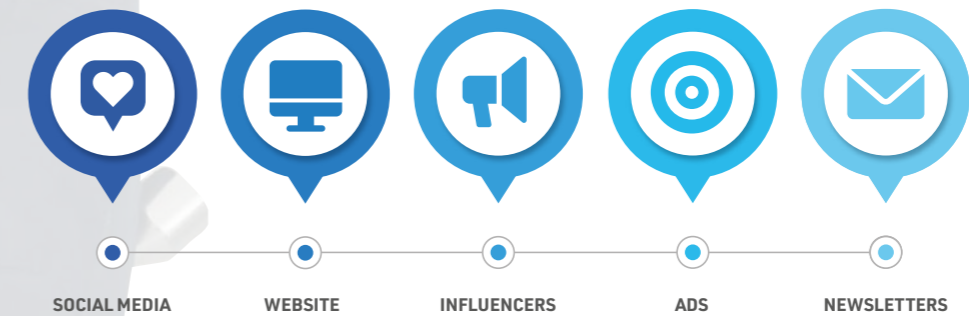 SOCIAL MEDIA
WEBSITE
INFLUENCERS
ADS
NEWSLETTERS